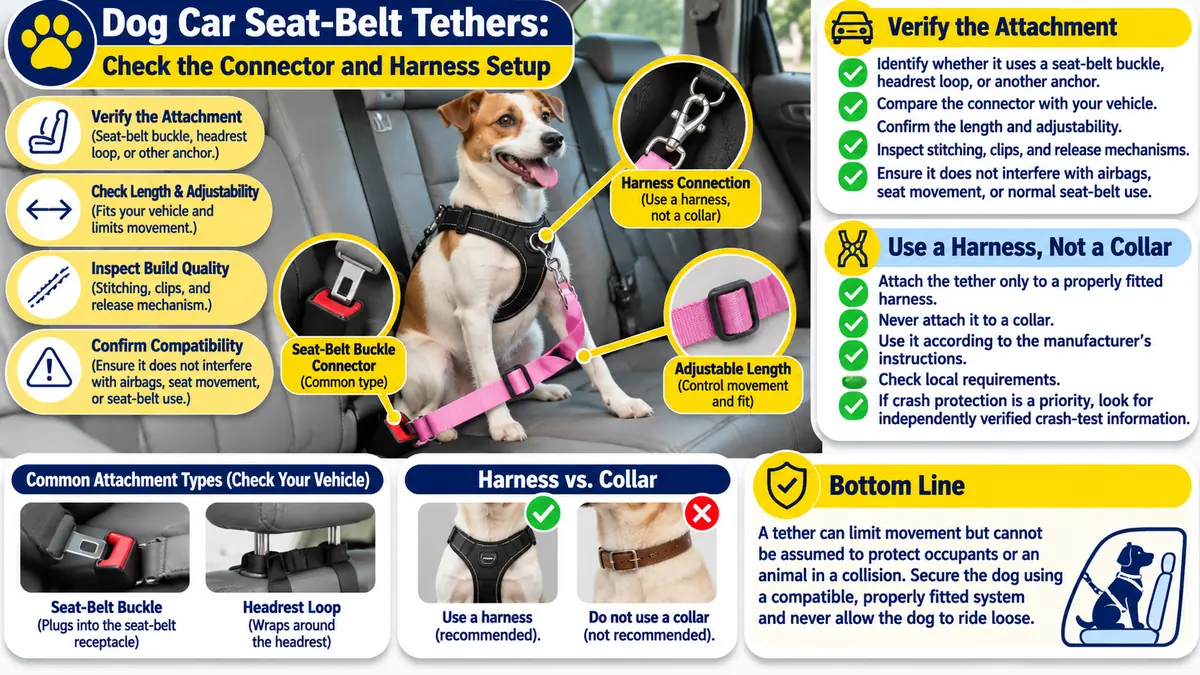 Dog Car Seat-Belt Tethers:
Check the Connector and Harness Setup
Verify the Attachment
(Seat-belt buckle, headrest
loop, or other anchor.)
Check Length & Adjustability
(Fits your vehicle and
limits movement.)
Inspect Build Quality
(Stitching, clips, and
release mechanism.)
Confirm Compatibility
(Ensure it does not interfere
with airbags, seat movement,
or seat-belt use.)
Harness Connection
(Use a harness,
not a collar)
Seat-Belt Buckle
Connector
(Common type)
Adjustable Length
(Control movement
and fit)
Verify the Attachment
Identify whether it uses a seat-belt buckle,
headrest loop, or another anchor.
Compare the connector with your vehicle.
Confirm the length and adjustability.
Inspect stitching, clips, and release mechanisms.
Ensure it does not interfere with airbags,
seat movement, or normal seat-belt use.
Use a Harness, Not a Collar
Attach the tether only to a properly fitted
harness.
Never attach it to a collar.
Use it according to the manufacturer's
instructions.
Check local requirements.
If crash protection is a priority, look for
independently verified crash-test information.
Common Attachment Types (Check Your Vehicle)
Seat-Belt Buckle
(Plugs into the seat-belt
receptacle)
Headrest Loop
(Wraps around
the headrest)
Harness vs. Collar
Use a harness
(recommended).
Do not use a collar
(not recommended).
Bottom Line
A tether can limit movement but cannot
be assumed to protect occupants or an
animal in a collision. Secure the dog using
a compatible, properly fitted system
and never allow the dog to ride loose.